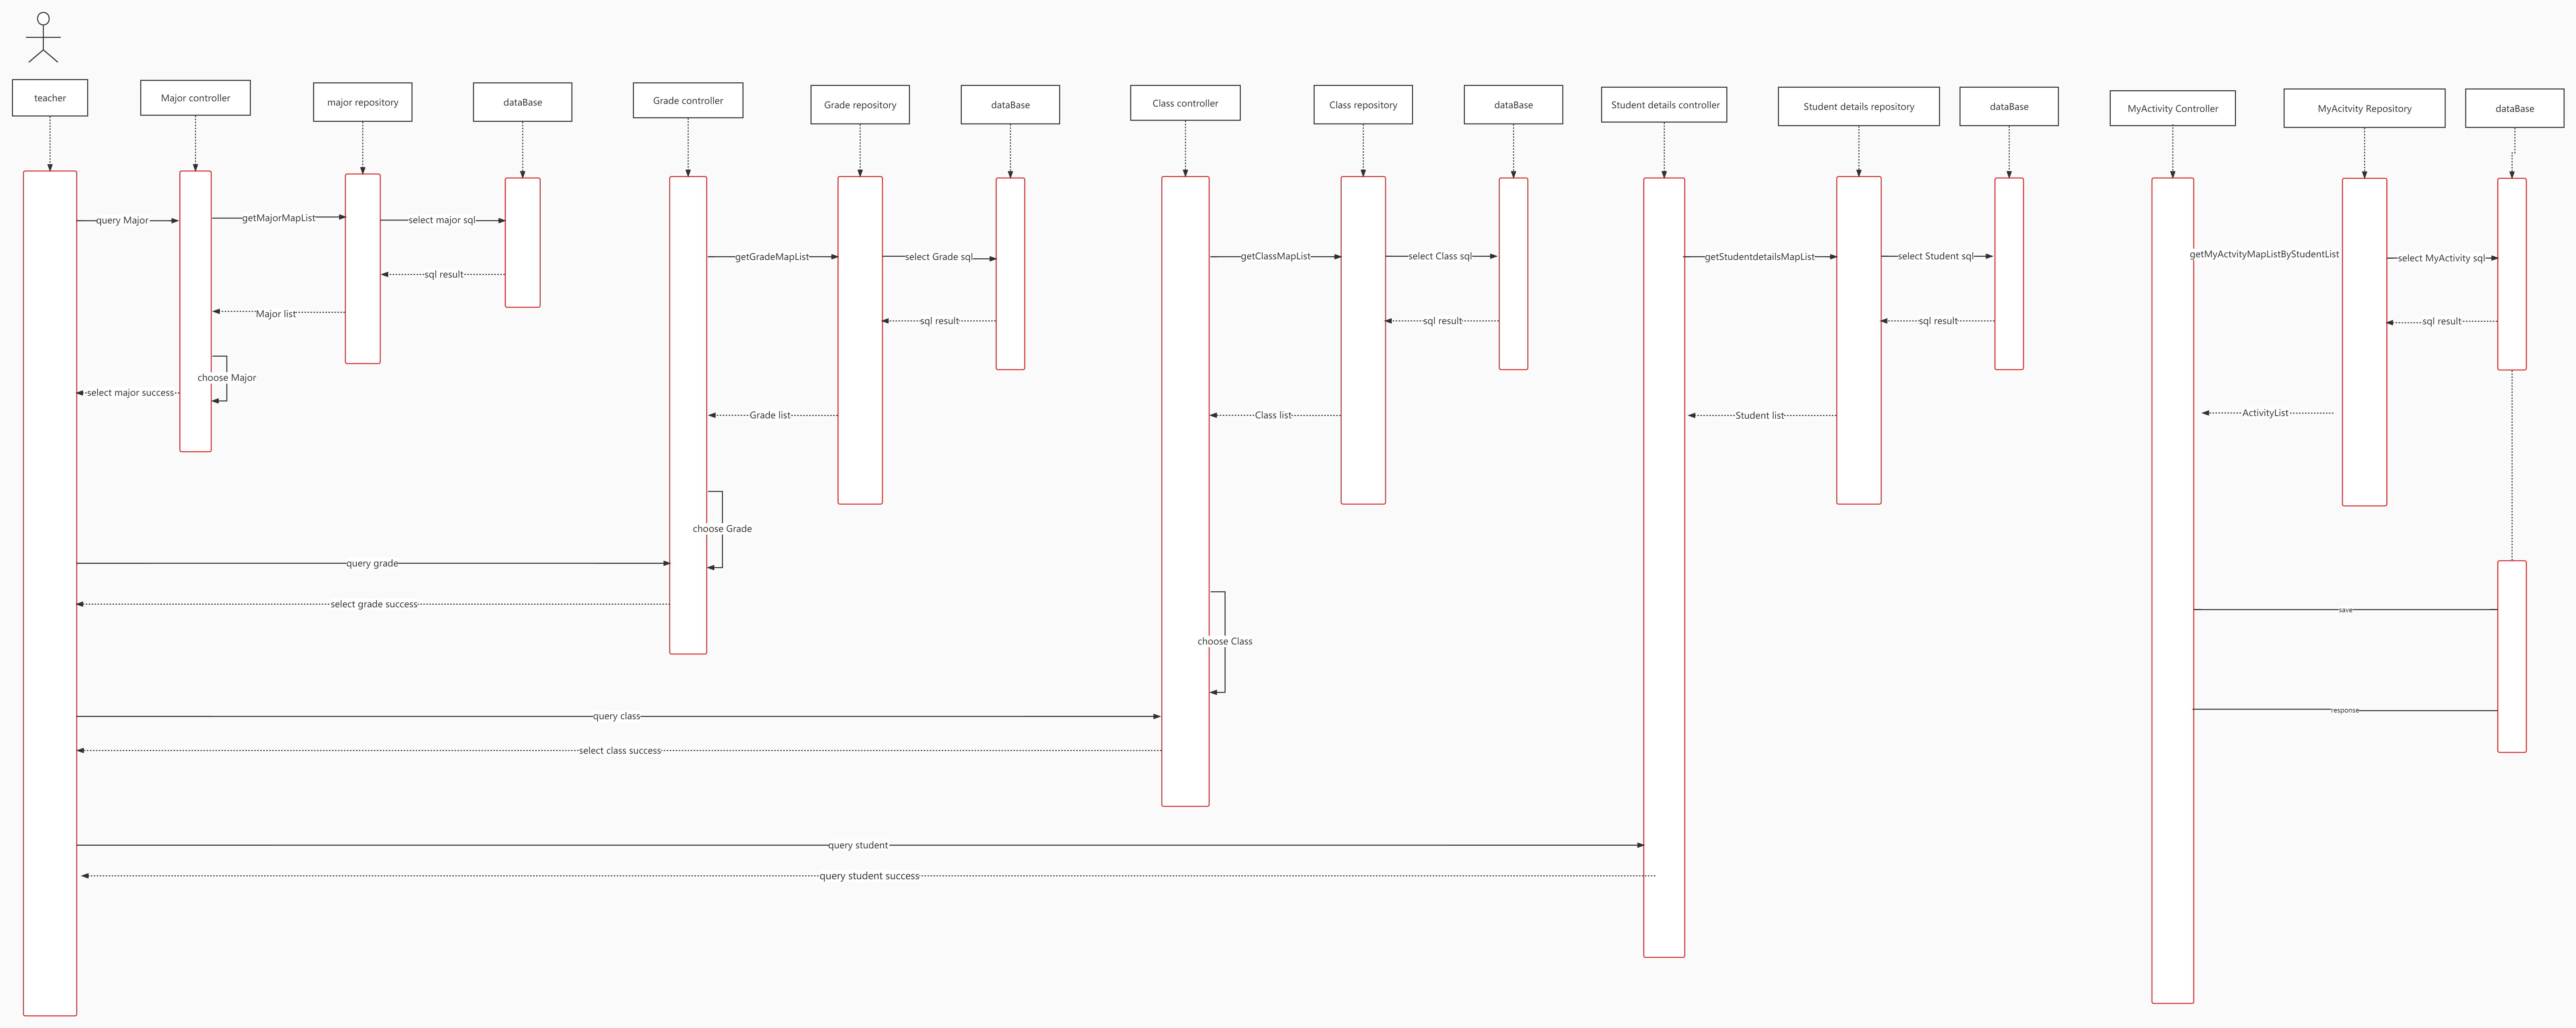 teacher
Major controller
major repository
dataBase
Grade controller
Grade repository
dataBase
Class controller
Class repository
dataBase
Student details controller
Student details repository
dataBase
MyActivity Controller
MyAcitvity Repository
dataBase
query Major
getMajorMapList
select major sql
getGradeMapList
select Grade sql
getClassMapList
select Class sql
getStudentdetailsMapList
select Student sql
getMyActvityMapListByStudentList
select MyActivity sql
sql result
Major list
sql result
sql result
sql result
sql result
choose Major
select major success
Grade list
Class list
Student list
ActivityList
choose Grade
query grade
select grade success
save
choose Class
query class
response
select class success
query student
query student success